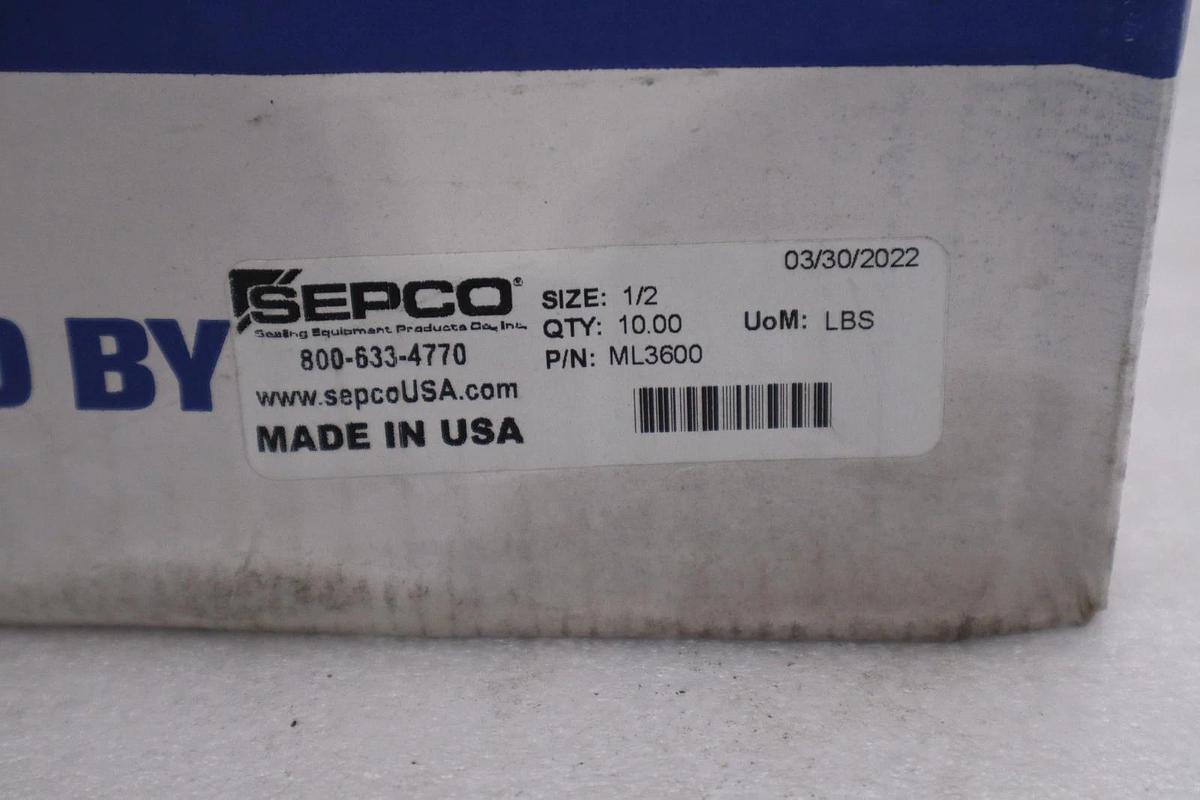 D BY
SEPCO®
Sealing Equipment Products Co., Inc.
800-633-4770
www.sepcoUSA.com
MADE IN USA
03/30/2022
SIZE: 1/2
QTY: 10.00 UoM: LBS
P/N: ML3600